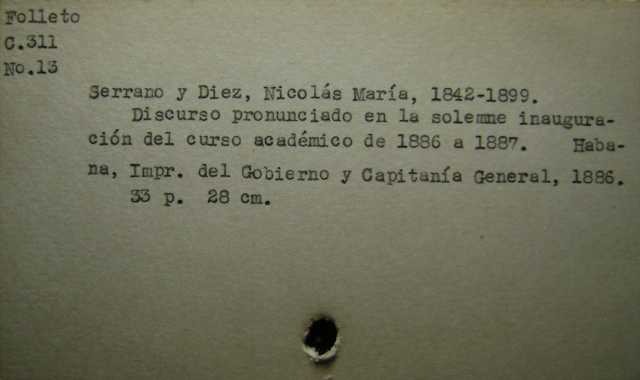 Folleto
C.311
No.13
Serrano y Diez, Nicolás María, 1842-1899.
Discurso pronunciado en la solemne inaugura-
ción del curso académico de 1886 a 1887. Haba-
na, Impr. del Gobierno y Capitanía General, 1886.
33 p. 28 cm.